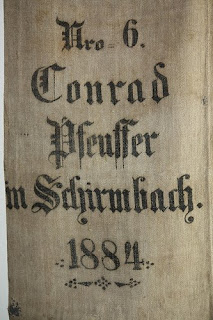 Nro 6.
Conrad
Pfeuffer
in Schirmbach.
1884